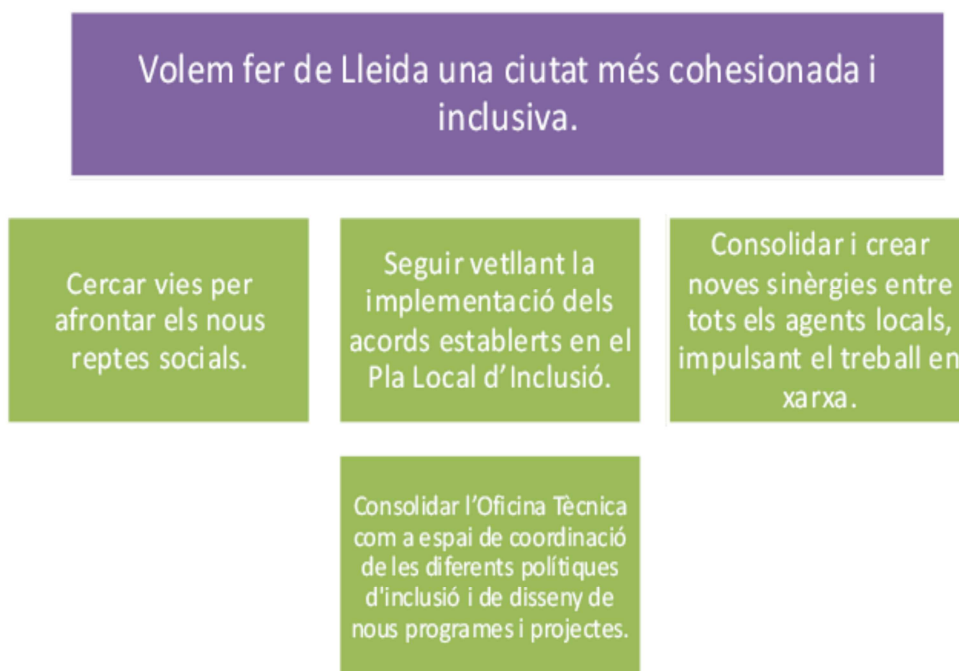 Volem fer de Lleida una ciutat més cohesionada i
inclusiva.
Cercar vies per
afrontar els nous
reptes socials.
Seguir vetllant la
implementació dels
acords establerts en el
Pla Local d’Inclusió.
Consolidar i crear
noves sinèrgies entre
tots els agents locals,
impulsant el treball en
xarxa.
Consolidar l’Oficina Tècnica
com a espai de coordinació
de les diferents polítiques
d'inclusió i de disseny de
nous programes i projectes.